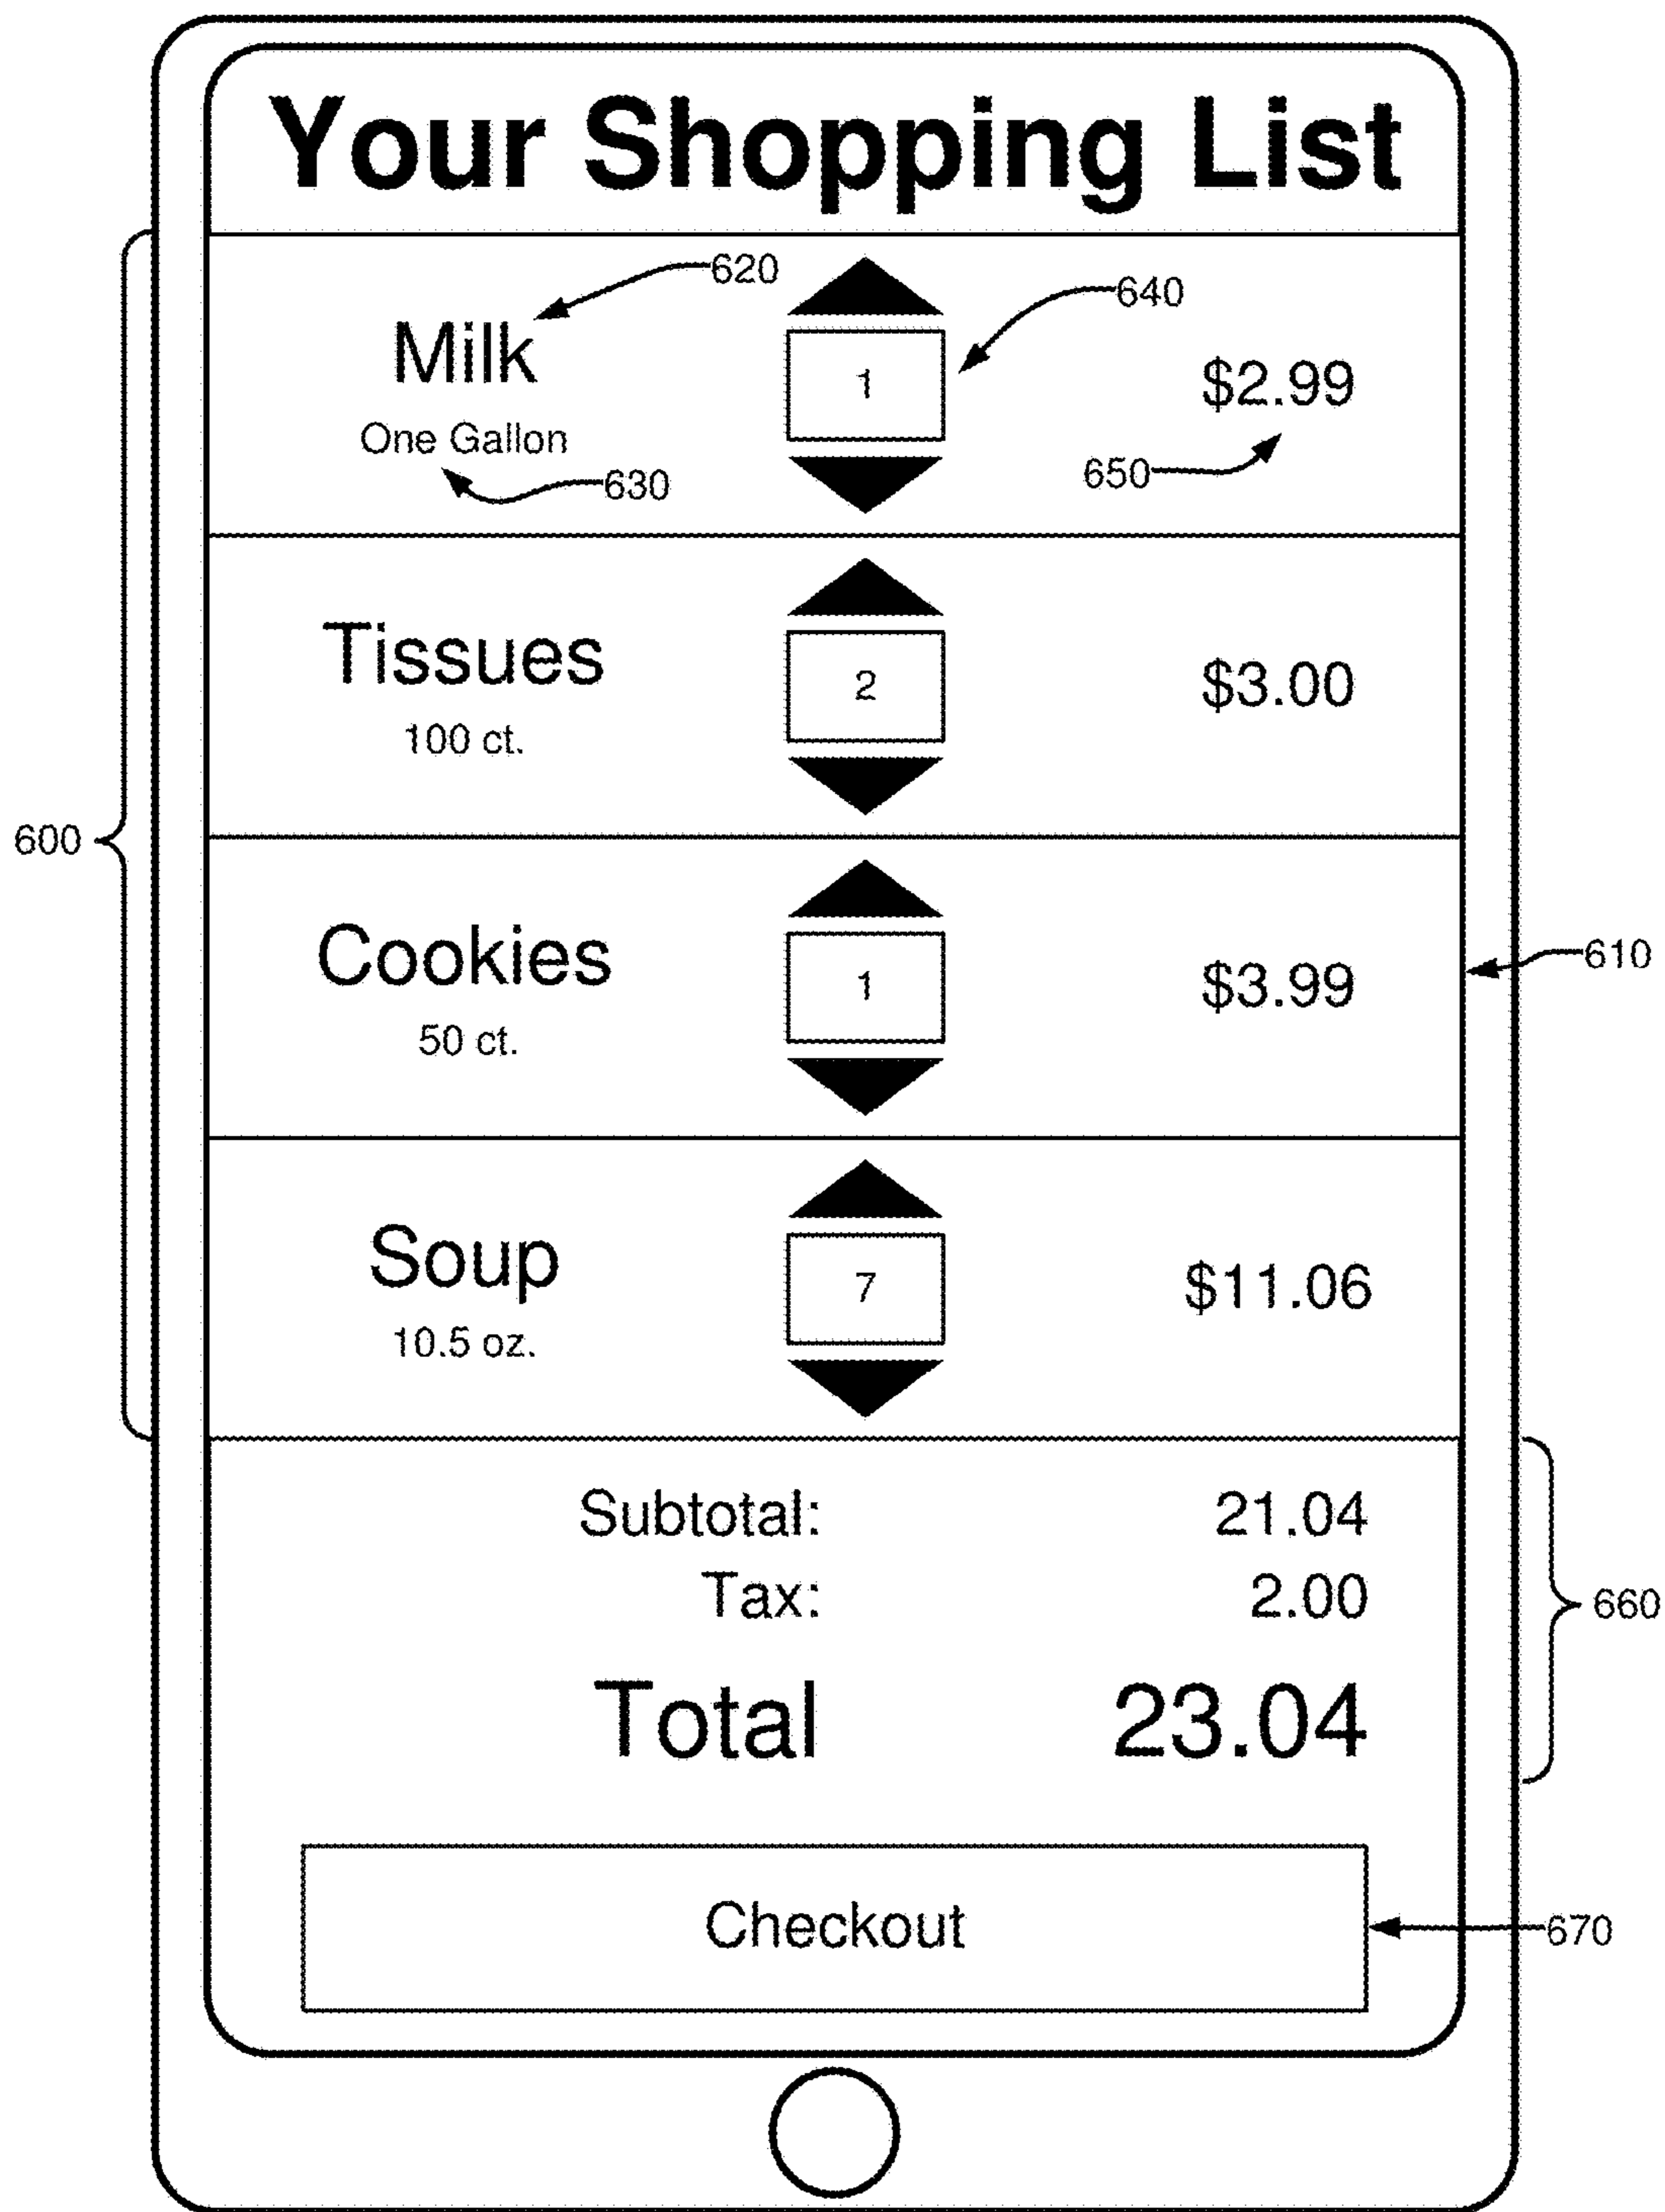 Your Shopping List
620
640
Milk
1
$2.99
One Gallon
650
630
Tissues
2
$3.00
100 ct.
600
Cookies
1
$3.99
610
50 ct.
Soup
7
$11.06
10.5 oz.
Subtotal: 21.04
Tax: 2.00
660
Total 23.04
Checkout
670